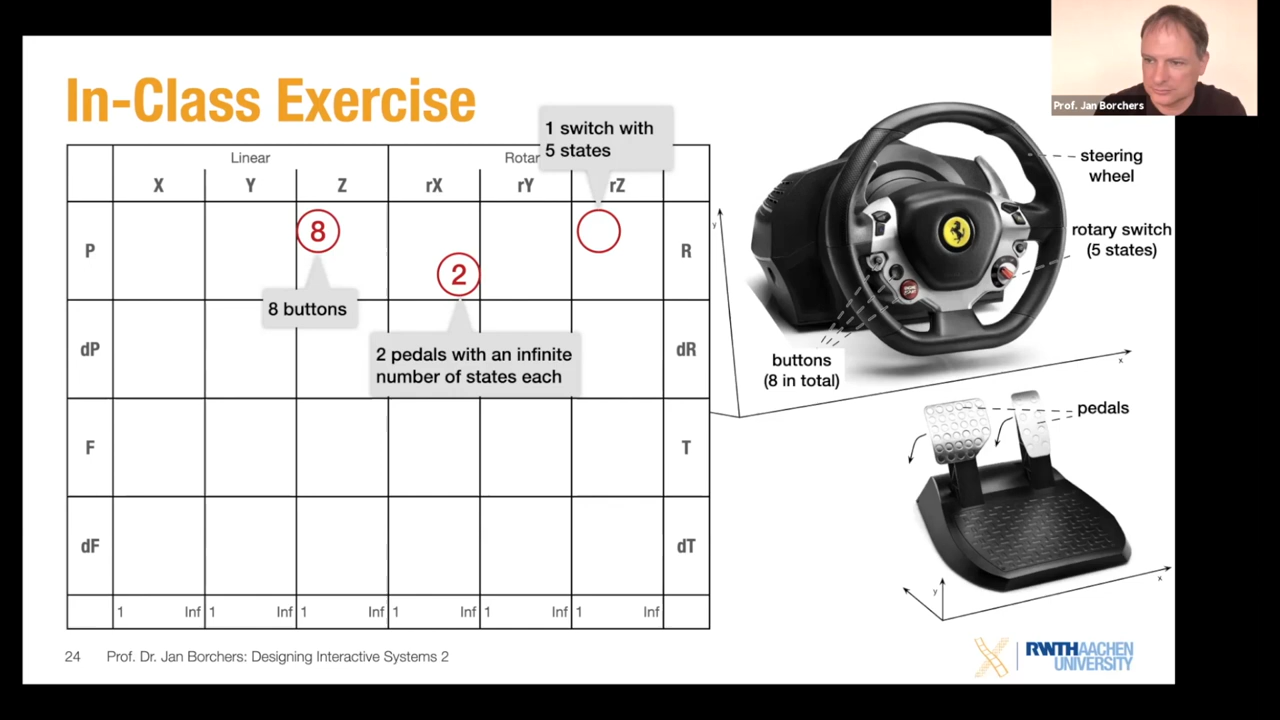 In-Class Exercise
Prof. Jan Borchers
1 switch with
5 states
Linear
Rotar
X
Y
Z
rX
rY
rZ
P
8
2
R
8 buttons
dP
2 pedals with an infinite
number of states each
dR
F
T
dF
dT
1 Inf 1 Inf 1 Inf 1 Inf 1 Inf 1 Inf
steering
wheel
rotary switch
(5 states)
buttons
(8 in total)
y
x
pedals
y
x
24 Prof. Dr. Jan Borchers: Designing Interactive Systems 2
RWTHAACHEN
UNIVERSITY